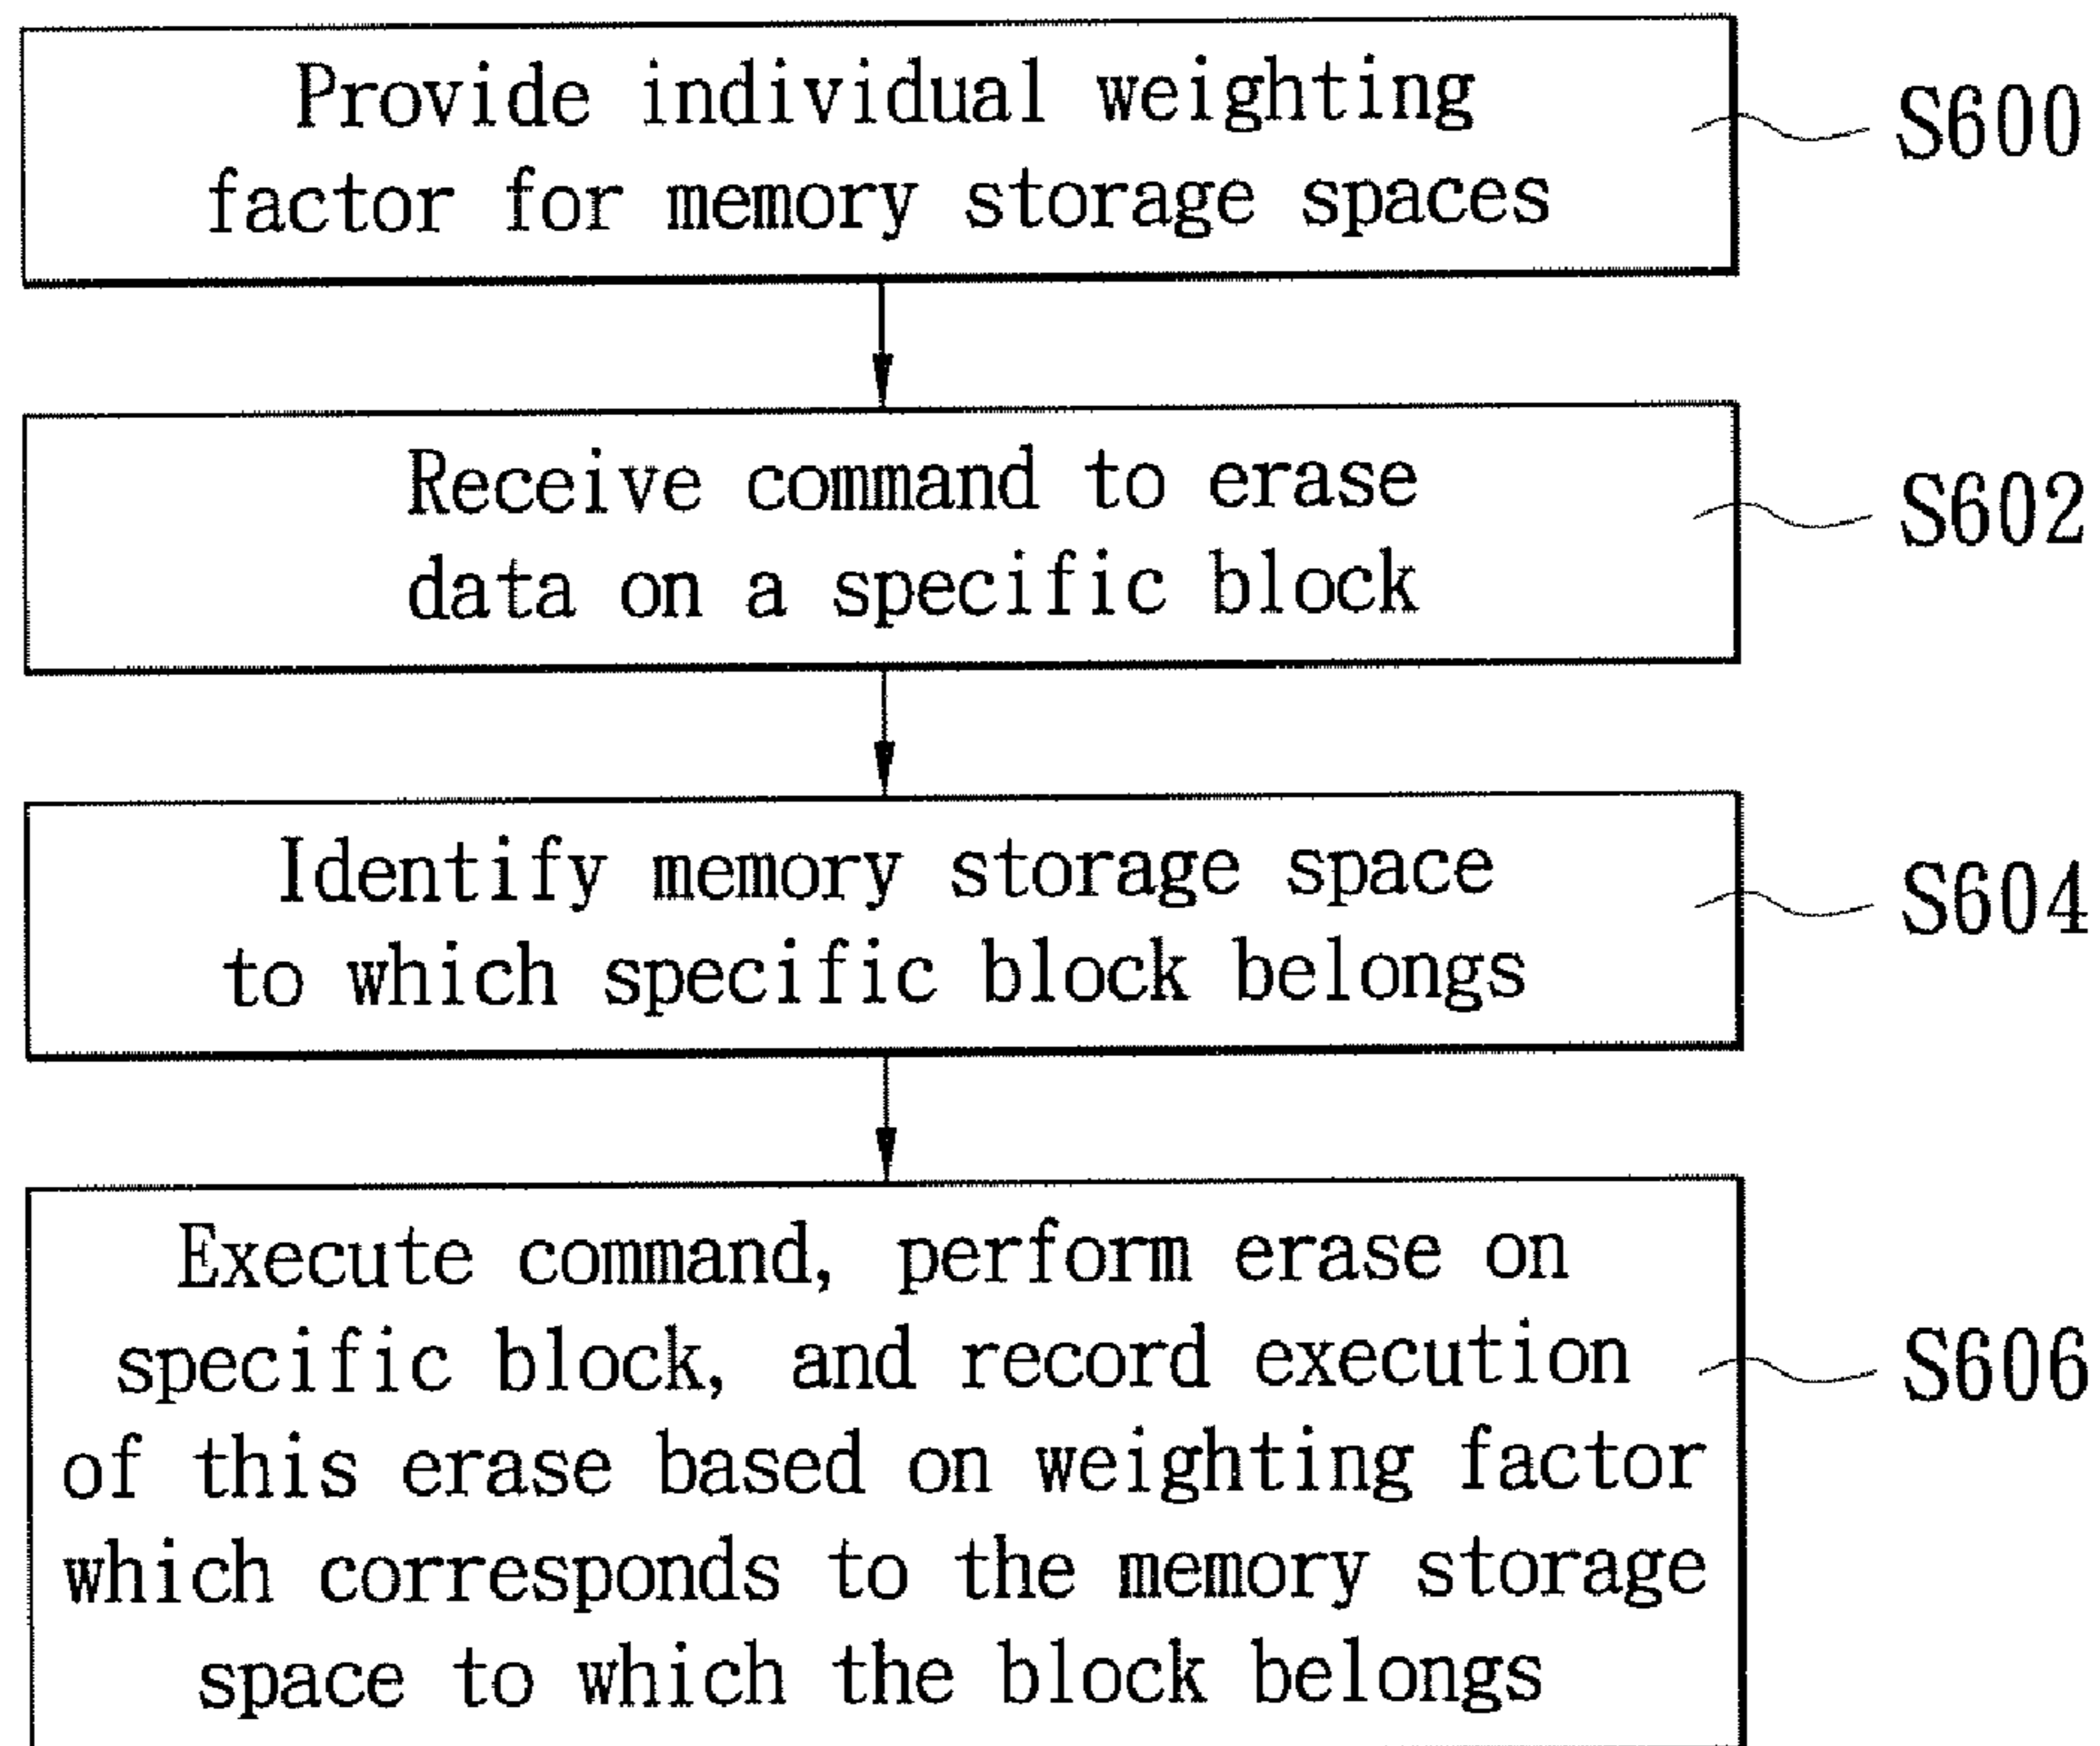 Provide individual weighting
factor for memory storage spaces
S600
Receive command to erase
data on a specific block
S602
Identify memory storage space
to which specific block belongs
S604
Execute command, perform erase on
specific block, and record execution
of this erase based on weighting factor
which corresponds to the memory storage
space to which the block belongs
S606